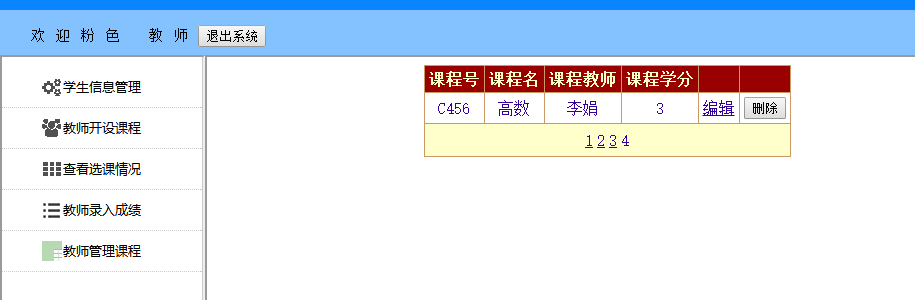 欢 迎 粉 色 教 师 退出系统
学生信息管理
教师开设课程
查看选课情况
教师录入成绩
教师管理课程
课程号 课程名 课程教师 课程学分
C456 高数 李娟 3 编辑 删除
1 2 3 4